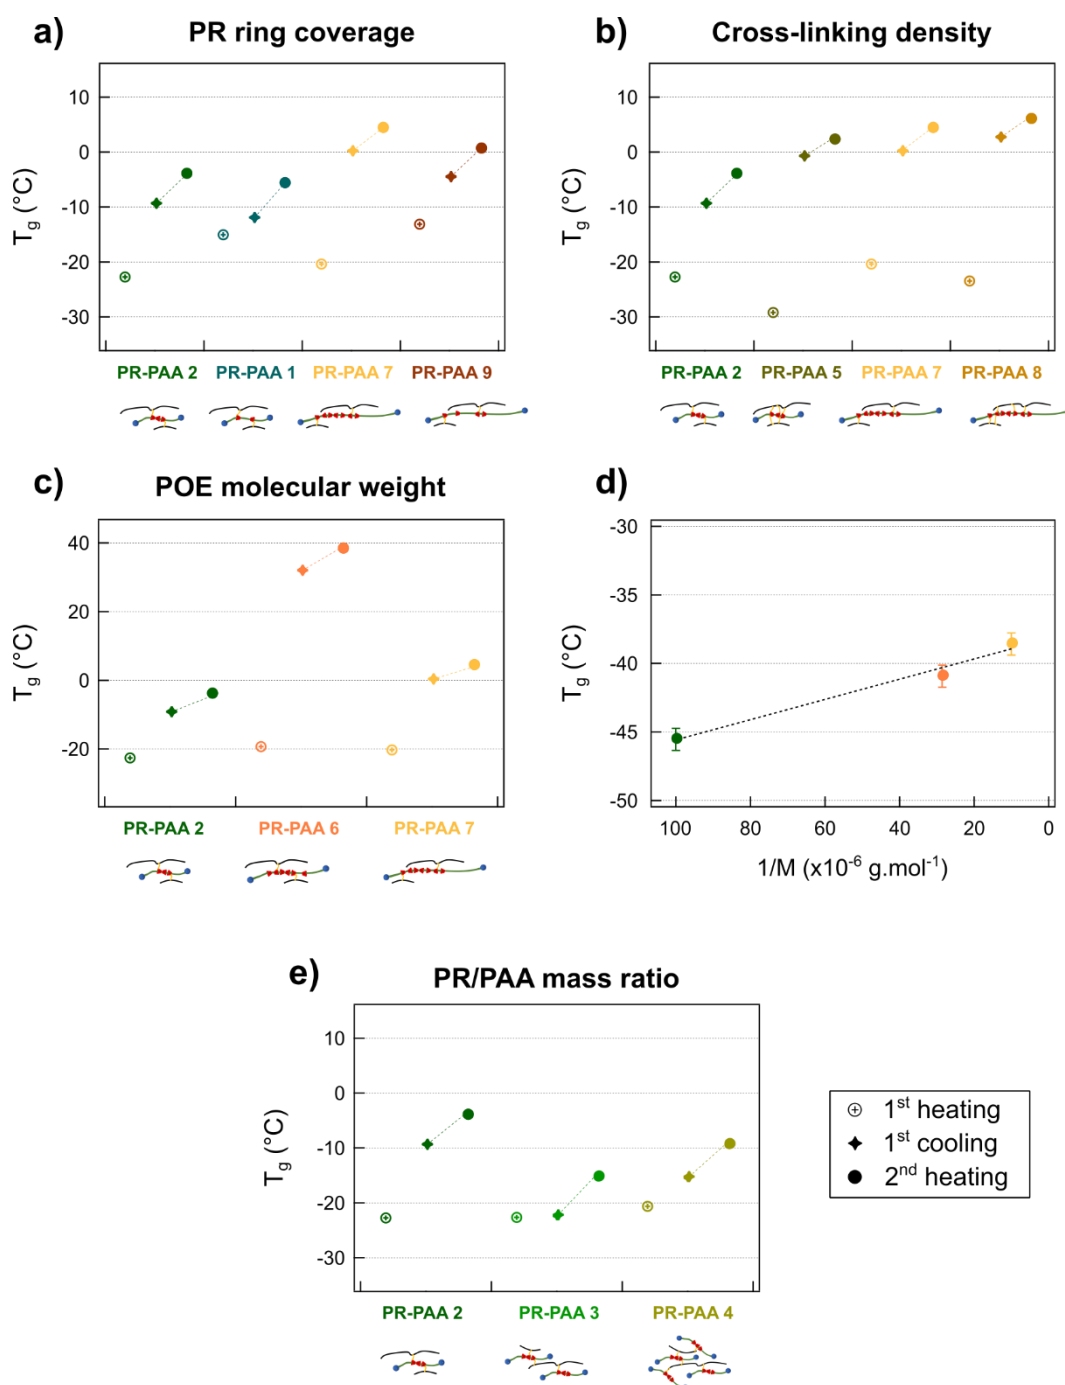 a) PR ring coverage
10
0
-10
-20
-30
Tg (°C)
PR-PAA 2 PR-PAA 1 PR-PAA 7 PR-PAA 9
b) Cross-linking density
10
0
-10
-20
-30
Tg (°C)
PR-PAA 2 PR-PAA 5 PR-PAA 7 PR-PAA 8
c) POE molecular weight
40
20
0
-20
Tg (°C)
PR-PAA 2 PR-PAA 6 PR-PAA 7
d)
-30
-35
-40
-45
-50
Tg (°C)
100 80 60 40 20 0
1/M (x10⁻⁶ g.mol⁻¹)
e) PR/PAA mass ratio
10
0
-10
-20
-30
Tg (°C)
PR-PAA 2 PR-PAA 3 PR-PAA 4
1st heating
1st cooling
2nd heating